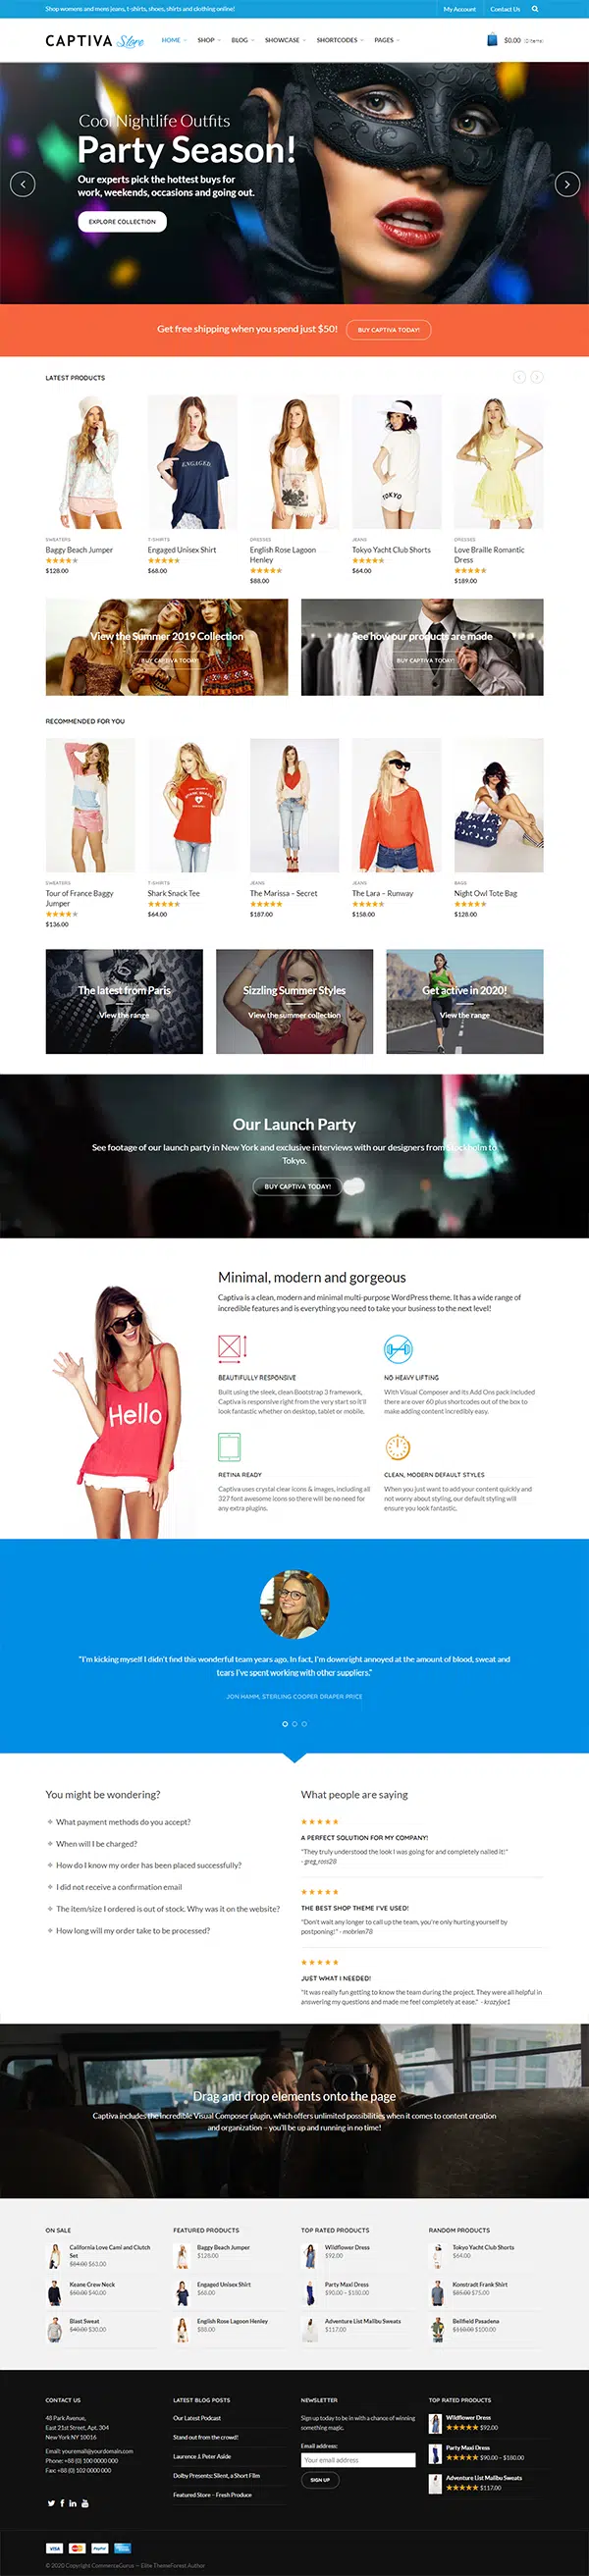 Shop womens and mens jeans, t-shirts, shoes, shirts and clothing online!
My Account
Contact Us
CAPTIVA Store
HOME
SHOP
BLOG
SHOWCASE
SHORTCODES
PAGES
$0.00 (0 items)
Cool Nightlife Outfits
Party Season!
Our experts pick the hottest buys for
work, weekends, occasions and going out.
EXPLORE COLLECTION
Get free shipping when you spend just $50!
BUY CAPTIVA TODAY!
LATEST PRODUCTS
ENGAGED.
TOKYO
SWEATERS
Baggy Beach Jumper
$128.00
T-SHIRTS
Engaged Unisex Shirt
$68.00
DRESSES
English Rose Lagoon
Henley
$88.00
JEANS
Tokyo Yacht Club Shorts
$64.00
DRESSES
Love Braille Romantic
Dress
$189.00
View the Summer 2019 Collection
BUY CAPTIVA TODAY!
See how our products are made
BUY CAPTIVA TODAY!
RECOMMENDED FOR YOU
SWEATERS
Tour of France Baggy
Jumper
$136.00
T-SHIRTS
Shark Snack Tee
$64.00
JEANS
The Marissa – Secret
$187.00
JEANS
The Lara – Runway
$158.00
BAGS
Night Owl Tote Bag
$128.00
The latest from Paris
View the range
Sizzling Summer Styles
View the summer collection
Get active in 2020!
View the range
Our Launch Party
See footage of our launch party in New York and exclusive interviews with our designers from Stockholm to
Tokyo.
BUY CAPTIVA TODAY!
Hello
Minimal, modern and gorgeous
Captiva is a clean, modern and minimal multi-purpose WordPress theme. It has a wide range of
incredible features and is everything you need to take your business to the next level!
BEAUTIFULLY RESPONSIVE
Built using the sleek, clean Bootstrap 3 framework,
Captiva is responsive right from the very start so it'll
look fantastic whether on desktop, tablet or mobile.
NO HEAVY LIFTING
With Visual Composer and its Add Ons pack included
there are over 60 plus shortcodes out of the box to
make adding content incredibly easy.
RETINA READY
Captiva uses crystal clear icons & images, including all
327 font awesome icons so there will be no need for
any extra plugins.
CLEAN, MODERN DEFAULT STYLES
When you just want to add your content quickly and
not worry about styling, our default styling will
ensure you look fantastic.
"I'm kicking myself I didn't find this wonderful team years ago. In fact, I'm downright annoyed at the amount of blood, sweat and
tears I've spent working with other suppliers."
JON HAMM, STERLING COOPER DRAPER PRICE
You might be wondering?
What payment methods do you accept?
When will I be charged?
How do I know my order has been placed successfully?
I did not receive a confirmation email
The item/size I ordered is out of stock. Why was it on the website?
How long will my order take to be processed?
What people are saying
A PERFECT SOLUTION FOR MY COMPANY!
"They truly understood the look I was going for and completely nailed it!"
- greg_ross28
THE BEST SHOP THEME I'VE USED!
"Don't wait any longer to call up the team, you're only hurting yourself by
postponing!" - mobrien78
JUST WHAT I NEEDED!
"It was really fun getting to know the team during the project. They were all helpful in
answering my questions and made me feel completely at ease." - krazyjoe1
Drag and drop elements onto the page
Captiva includes the incredible Visual Composer plugin, which offers unlimited possibilities when it comes to content creation
and organization – you'll be up and running in no time!
ON SALE
California Love Cami and Clutch
Set
$84.00 $63.00
Keane Crew Neck
$50.00 $40.00
Blast Sweat
$40.00 $30.00
FEATURED PRODUCTS
Baggy Beach Jumper
$128.00
Engaged Unisex Shirt
$68.00
English Rose Lagoon Henley
$88.00
TOP RATED PRODUCTS
Wildflower Dress
$92.00
Party Maxi Dress
$90.00 – $180.00
Adventure List Malibu Sweats
$117.00
RANDOM PRODUCTS
Tokyo Yacht Club Shorts
$64.00
Konstradt Frank Shirt
$85.00 $75.00
Bellfield Pasadena
$110.00 $100.00
CONTACT US
48 Park Avenue,
East 21st Street, Apt. 304
New York NY 10016
Email: youremail@yourdomain.com
Phone: +88 (0) 100 0000 000
Fax: +88 (0) 102 0000 000
LATEST BLOG POSTS
Our Latest Podcast
Stand out from the crowd!
Laurence J. Peter Aside
Dolby Presents: Silent, a Short Film
Featured Store – Fresh Produce
NEWSLETTER
Sign up today to be in with a chance of winning
something magic.
Email address:
Your email address
SIGN UP
TOP RATED PRODUCTS
Wildflower Dress
$92.00
Party Maxi Dress
$90.00 – $180.00
Adventure List Malibu Sweats
$117.00
VISA
MasterCard
PayPal
© 2020 Copyright CommerceGurus — Elite ThemeForest Author